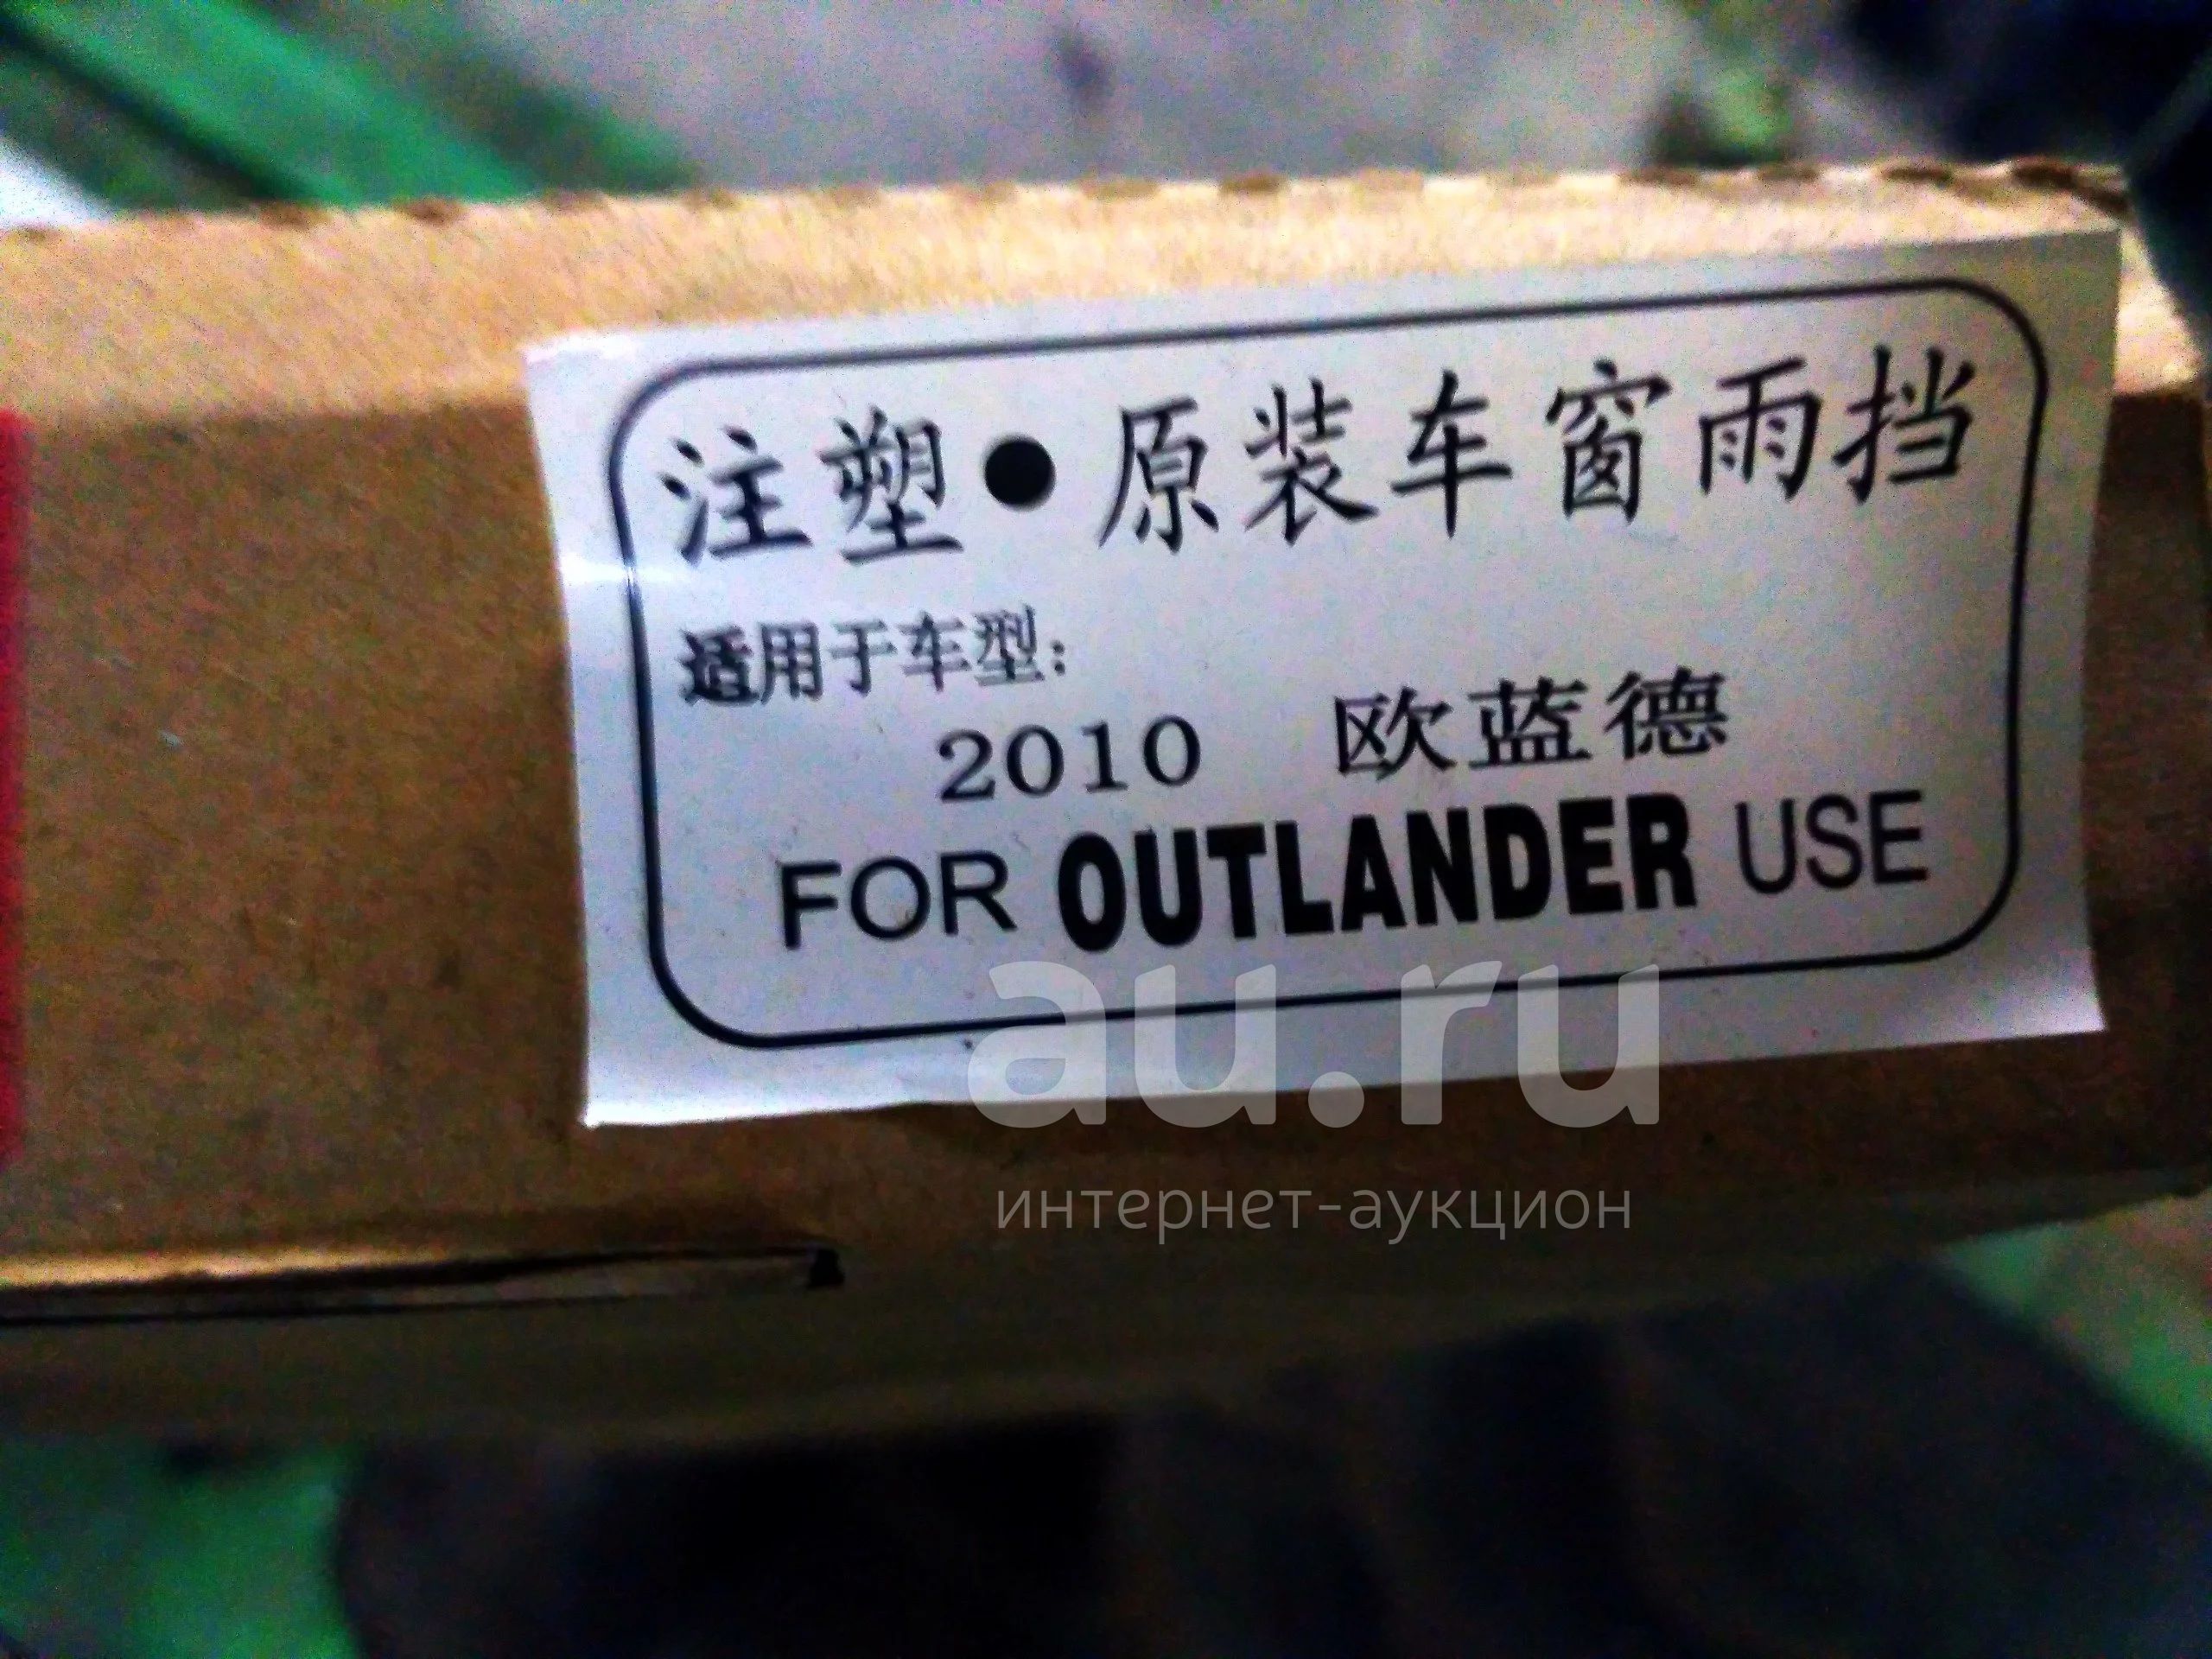 注塑●原装车窗雨挡
适用于车型:
2010 欧蓝德
FOR OUTLANDER USE
au.ru
интернет-аукцион